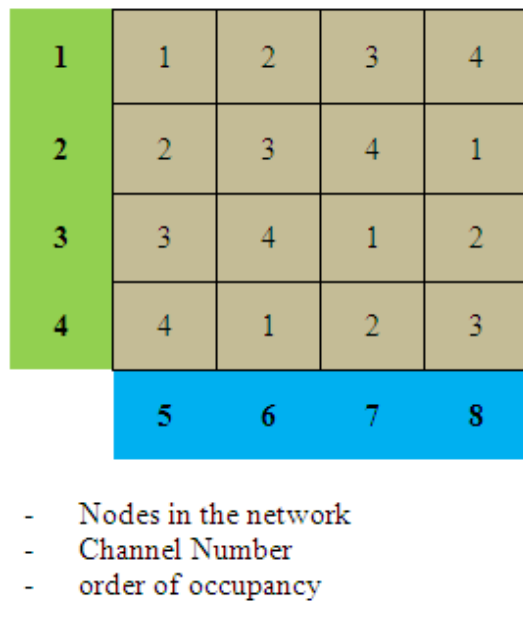 1 1 2 3 4
2 2 3 4 1
3 3 4 1 2
4 4 1 2 3
5 6 7 8
- Nodes in the network
- Channel Number
- order of occupancy